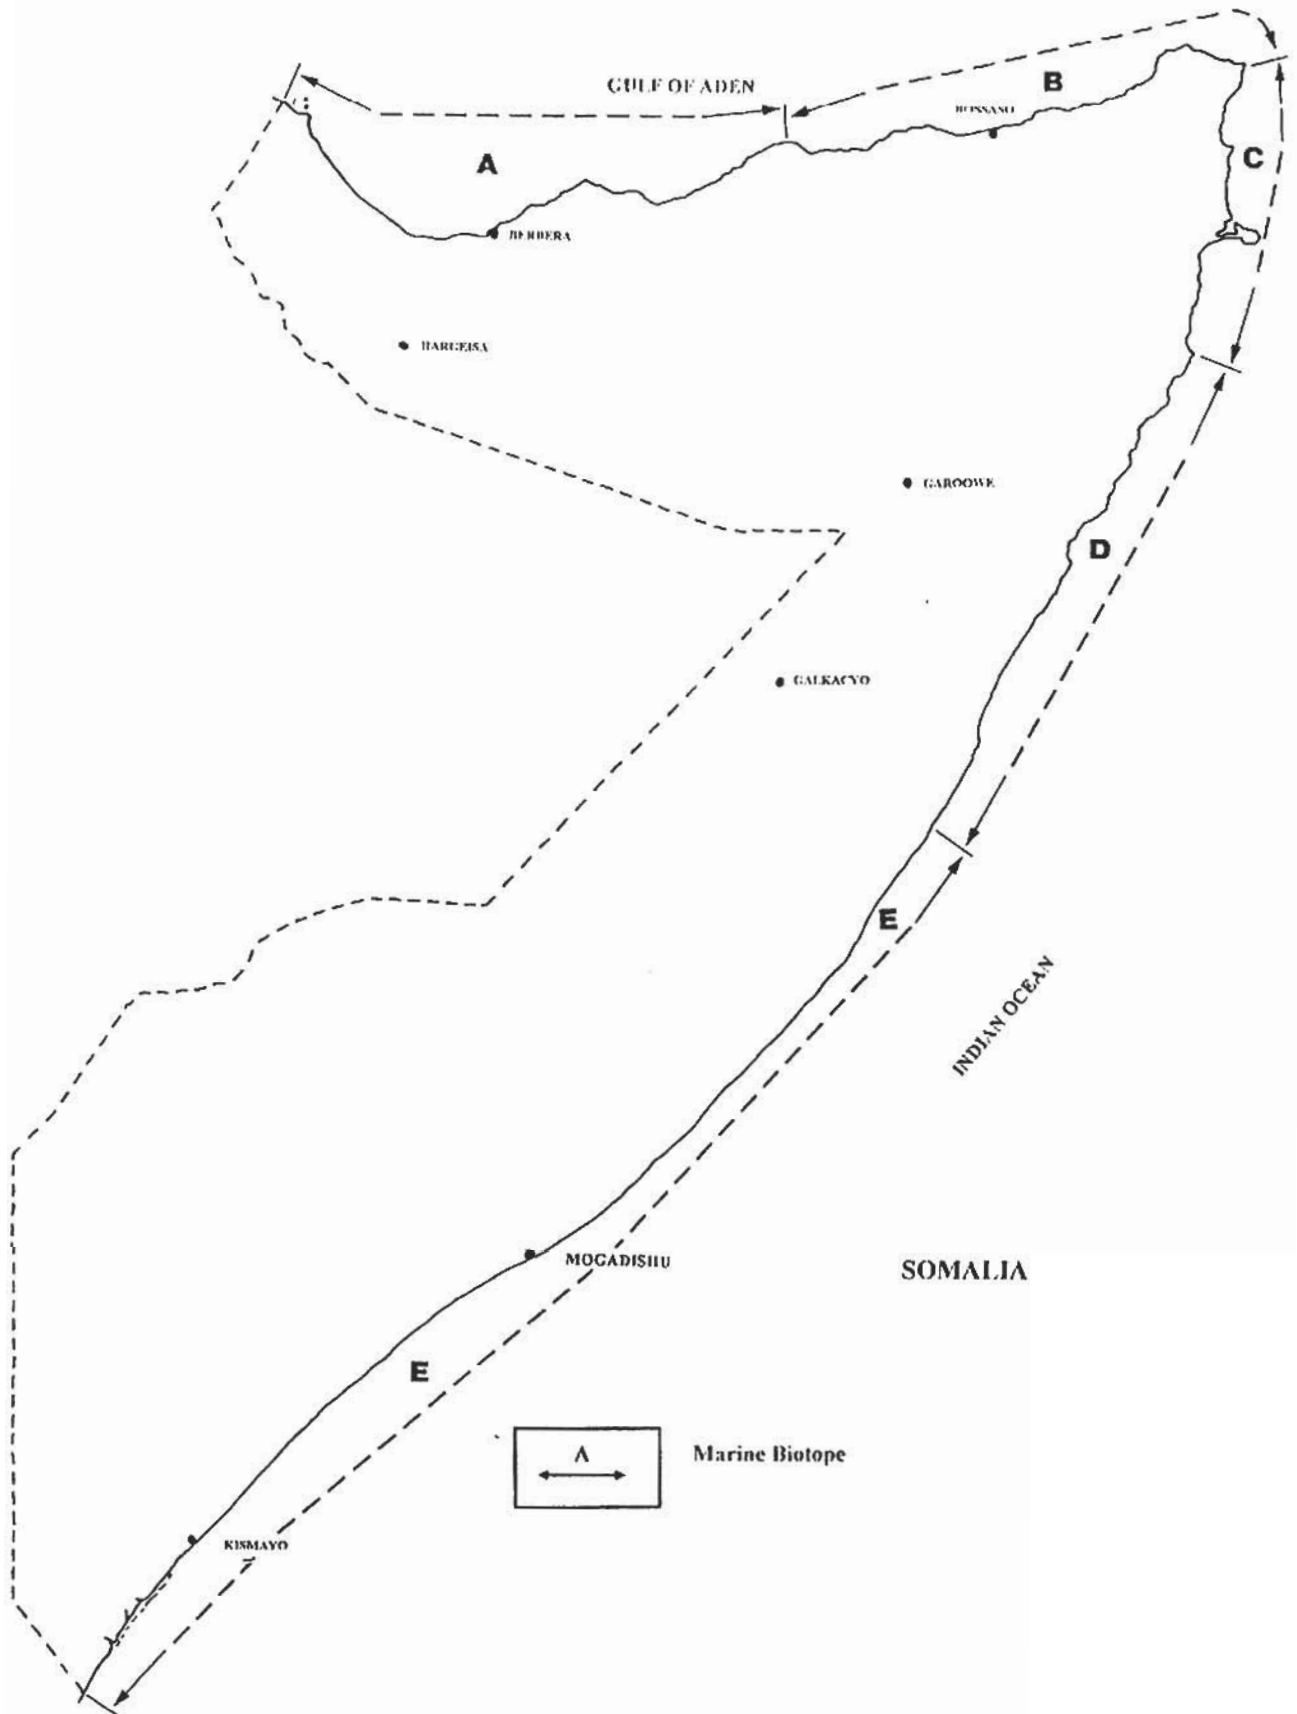 GULF OF ADEN
B
BOSSASO
A
C
BERBERA
HARGEISA
GAROOWE
D
GALKACYO
E
INDIAN OCEAN
MOGADISHU
SOMALIA
E
A
Marine Biotope
KISMAYO